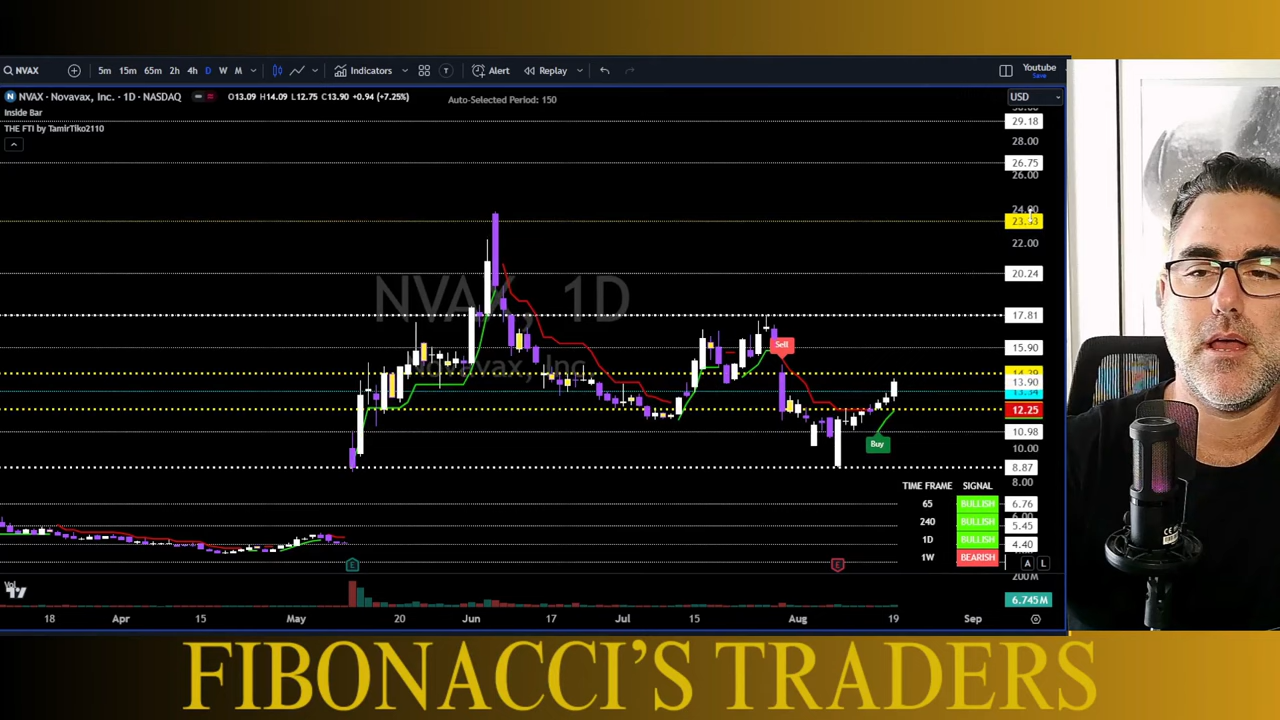 NVAX 5m 15m 65m 2h 4h D W M Indicators T Alert Replay Youtube
Save
NVAX · Novavax, Inc. · 1D · NASDAQ O13.09 H14.09 L12.75 C13.90 +0.94 (+7.25%) Auto-Selected Period: 150 USD
Inside Bar
THE FTI by TamirTiko2110
29.18
28.00
26.75
26.00
22.00
20.24
NVAX, 1D
Novavax, Inc.
17.81
Sell
15.90
13.90
13.34
12.25
10.98
Buy
10.00
8.87
8.00
TIME FRAME SIGNAL
65 BULLISH 6.76
240 BULLISH 5.45
1D BULLISH 4.40
1W BEARISH
E E A L
200M
Vol
6.745M
18 Apr 15 May 20 Jun 17 Jul 15 Aug 19 Sep
FIBONACCI'S TRADERS